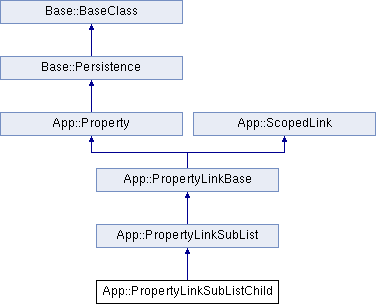 Base::BaseClass
Base::Persistence
App::Property
App::ScopedLink
App::PropertyLinkBase
App::PropertyLinkSubList
App::PropertyLinkSubListChild